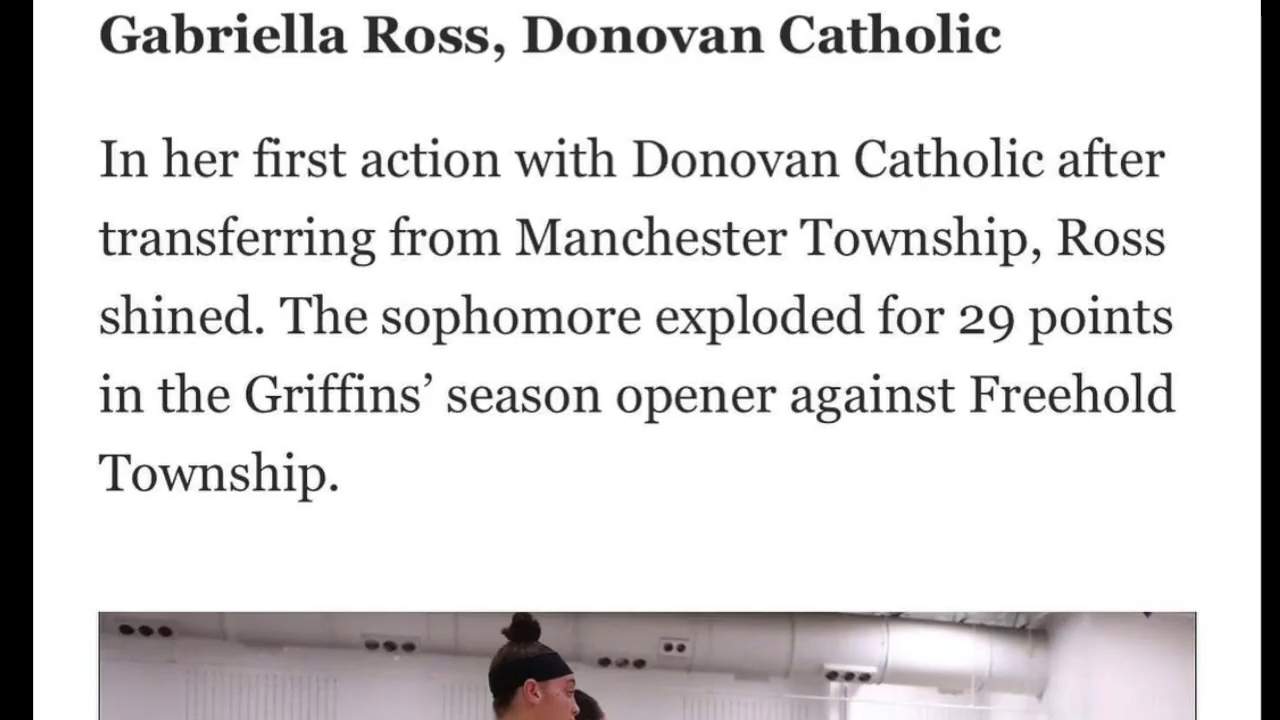 Gabriella Ross, Donovan Catholic
In her first action with Donovan Catholic after
transferring from Manchester Township, Ross
shined. The sophomore exploded for 29 points
in the Griffins’ season opener against Freehold
Township.